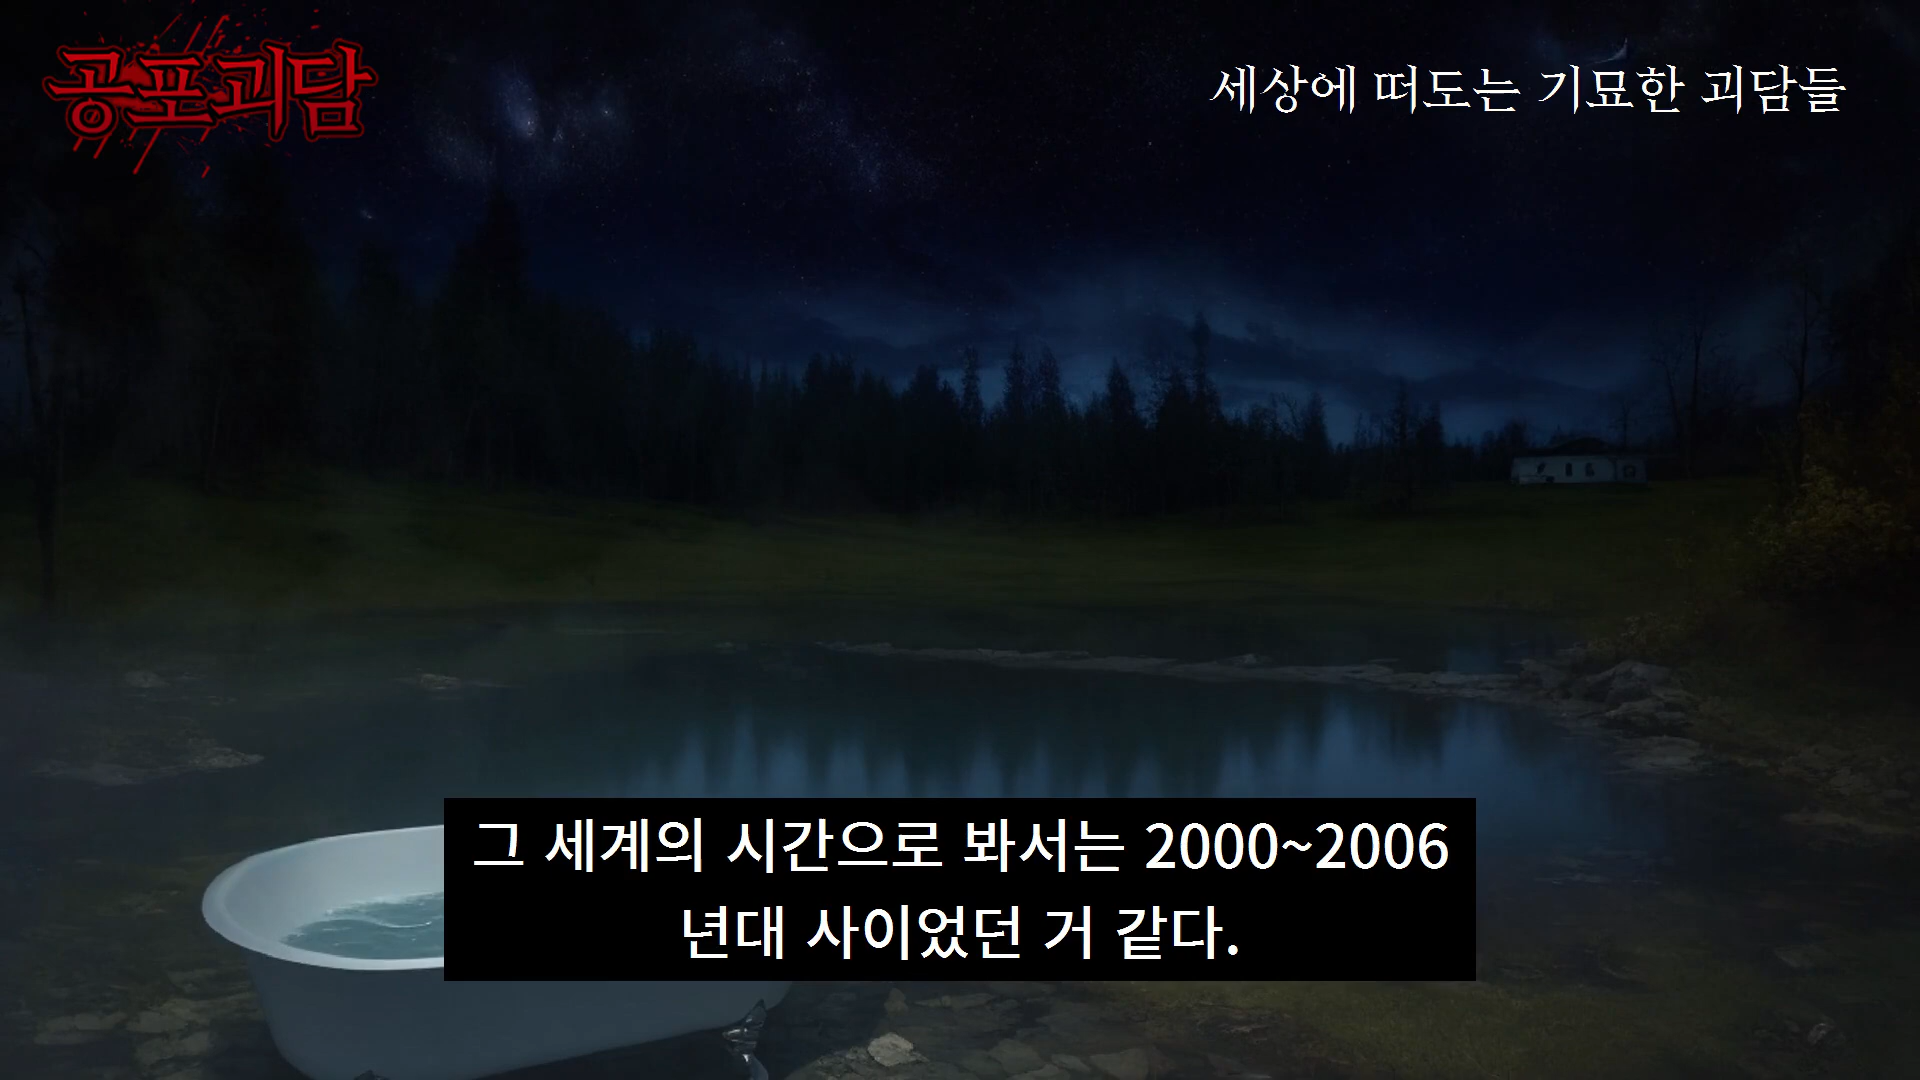 공포괴담
세상에 떠도는 기묘한 괴담들
그 세계의 시간으로 봐서는 2000~2006
년대 사이었던 거 같다.